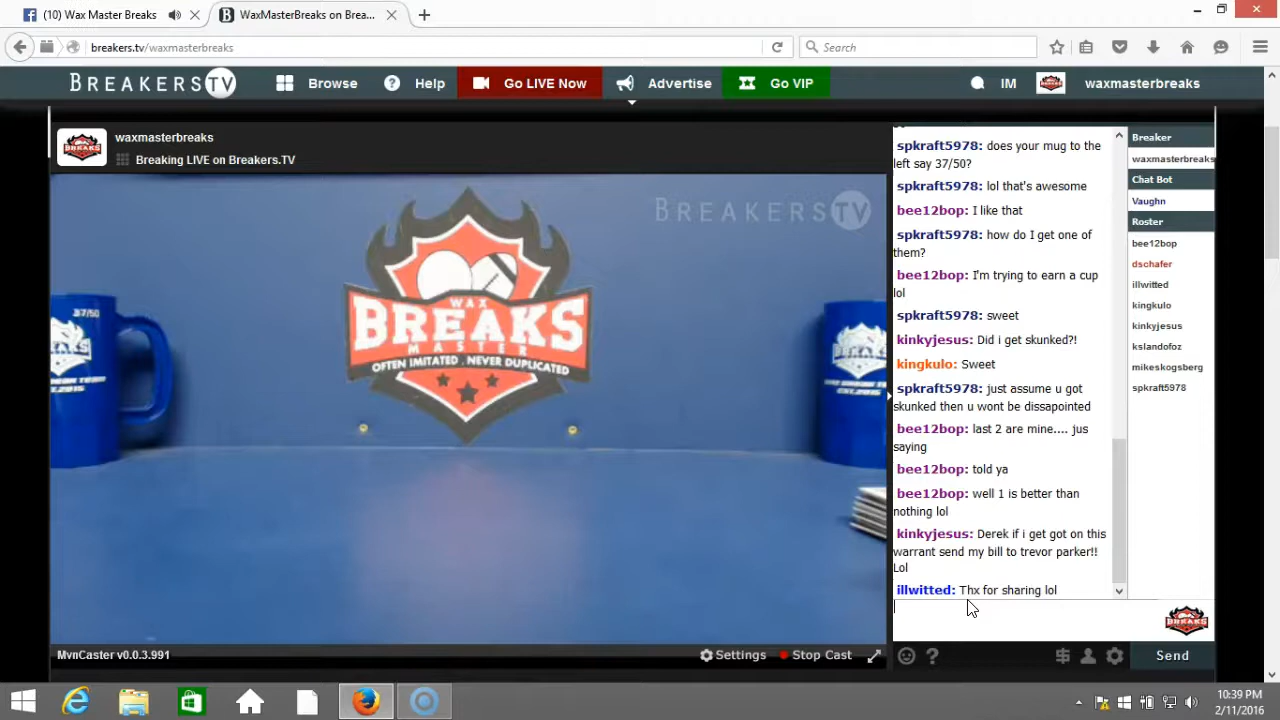 (10) Wax Master Breaks
WaxMasterBreaks on Brea...
breakers.tv/waxmasterbreaks
Search
BREAKERSTV
Browse
Help
Go LIVE Now
Advertise
Go VIP
IM
waxmasterbreaks
waxmasterbreaks
Breaking LIVE on Breakers.TV
BREAKERSTV
37/50
WAX
BREAKS
MASTER
OFTEN IMITATED, NEVER DUPLICATED
spkraft5978: does your mug to the
left say 37/50?
spkraft5978: lol that's awesome
bee12bop: I like that
spkraft5978: how do I get one of
them?
bee12bop: I'm trying to earn a cup
lol
spkraft5978: sweet
kinkyjesus: Did i get skunked?!
kingkulo: Sweet
spkraft5978: just assume u got
skunked then u wont be dissapointed
bee12bop: last 2 are mine.... jus
saying
bee12bop: told ya
bee12bop: well 1 is better than
nothing lol
kinkyjesus: Derek if i get got on this
warrant send my bill to trevor parker!!
Lol
illwitted: Thx for sharing lol
Breaker
waxmasterbreaks
Chat Bot
Vaughn
Roster
bee12bop
dschafer
illwitted
kingkulo
kinkyjesus
kslandofoz
mikeskogsberg
spkraft5978
MvnCaster v0.0.3.991
Settings
Stop Cast
Send
10:39 PM
2/11/2016